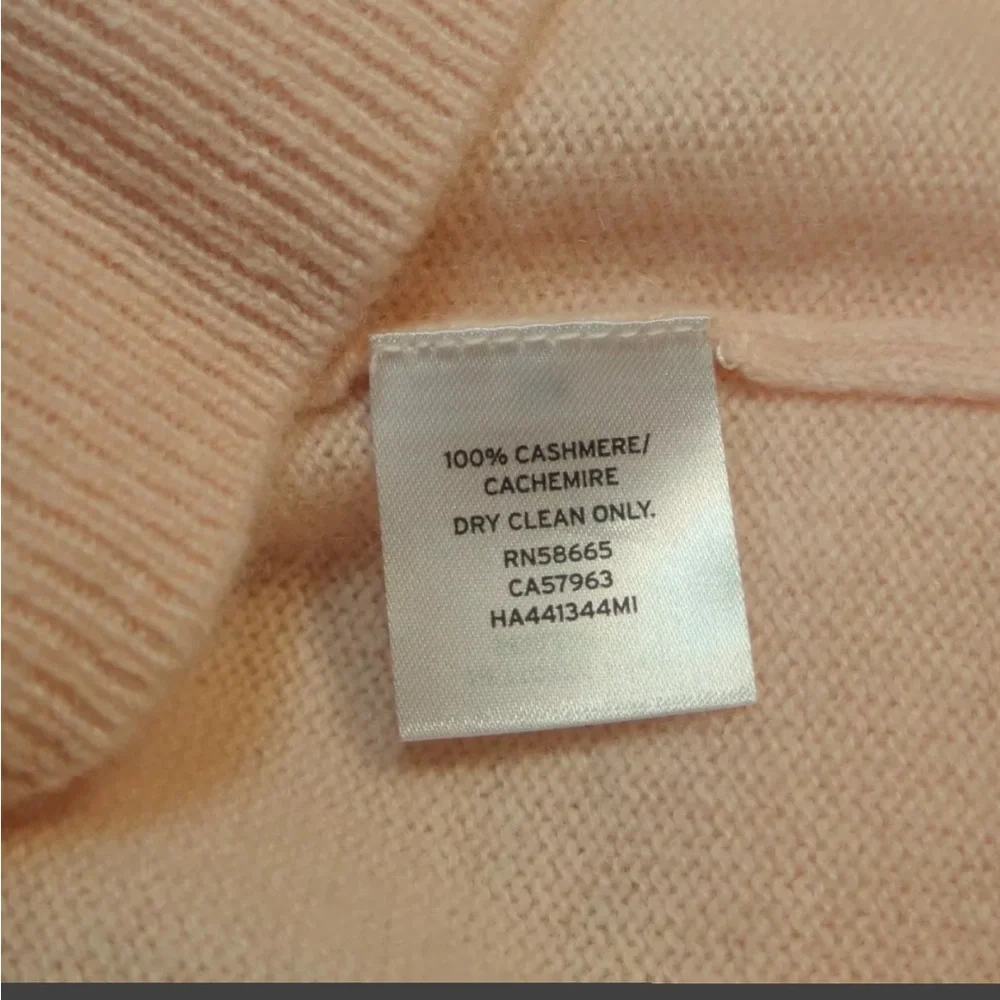 100% CASHMERE/
CACHEMIRE
DRY CLEAN ONLY.
RN58665
CA57963
HA441344MI